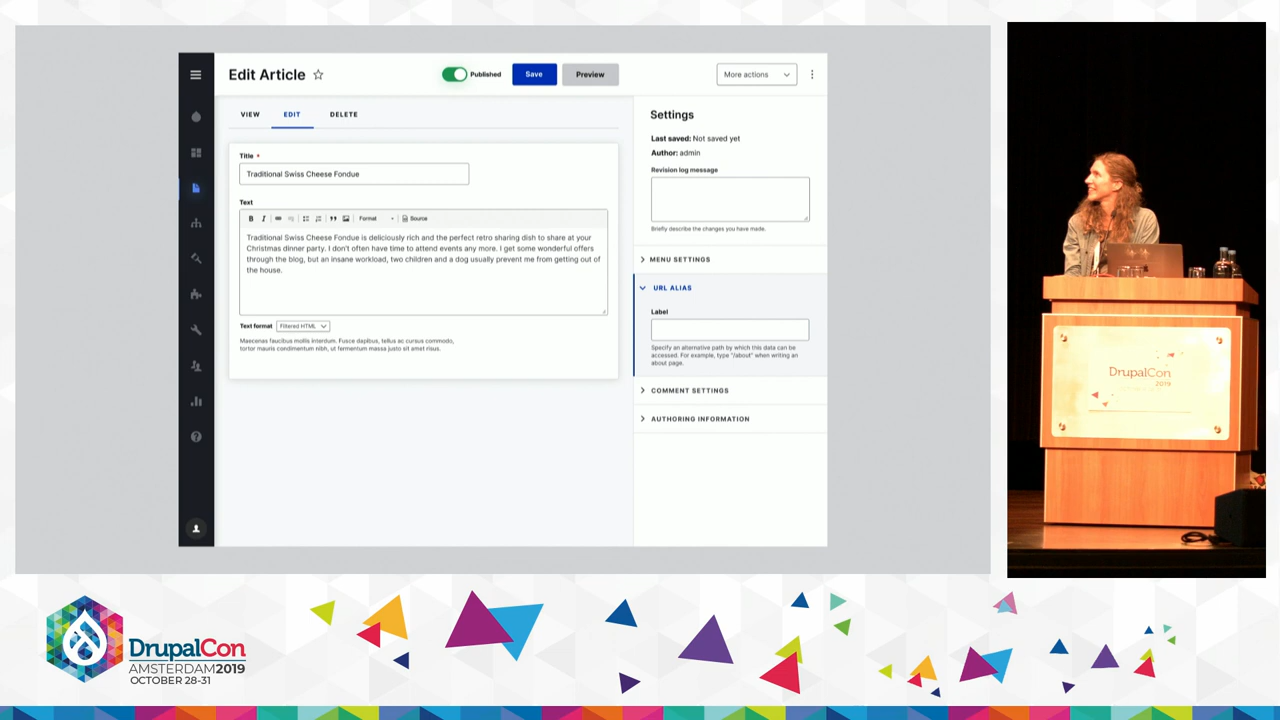 Edit Article
Published
Save
Preview
More actions
VIEW
EDIT
DELETE
Title *
Traditional Swiss Cheese Fondue
Text
B I
Format
Source
Traditional Swiss Cheese Fondue is deliciously rich and the perfect retro sharing dish to share at your
Christmas dinner party. I don't often have time to attend events any more. I get some wonderful offers
through the blog, but an insane workload, two children and a dog usually prevent me from getting out of
the house.
Text format
Filtered HTML
Maecenas faucibus mollis interdum. Fusce dapibus, tellus ac cursus commodo,
tortor mauris condimentum nibh, ut fermentum massa justo sit amet risus.
Settings
Last saved: Not saved yet
Author: admin
Revision log message
Briefly describe the changes you have made.
MENU SETTINGS
URL ALIAS
Label
Specify an alternative path by which this data can be
accessed. For example, type "/about" when writing an
about page.
COMMENT SETTINGS
AUTHORING INFORMATION
DrupalCon
2019
DrupalCon
AMSTERDAM2019
OCTOBER 28-31